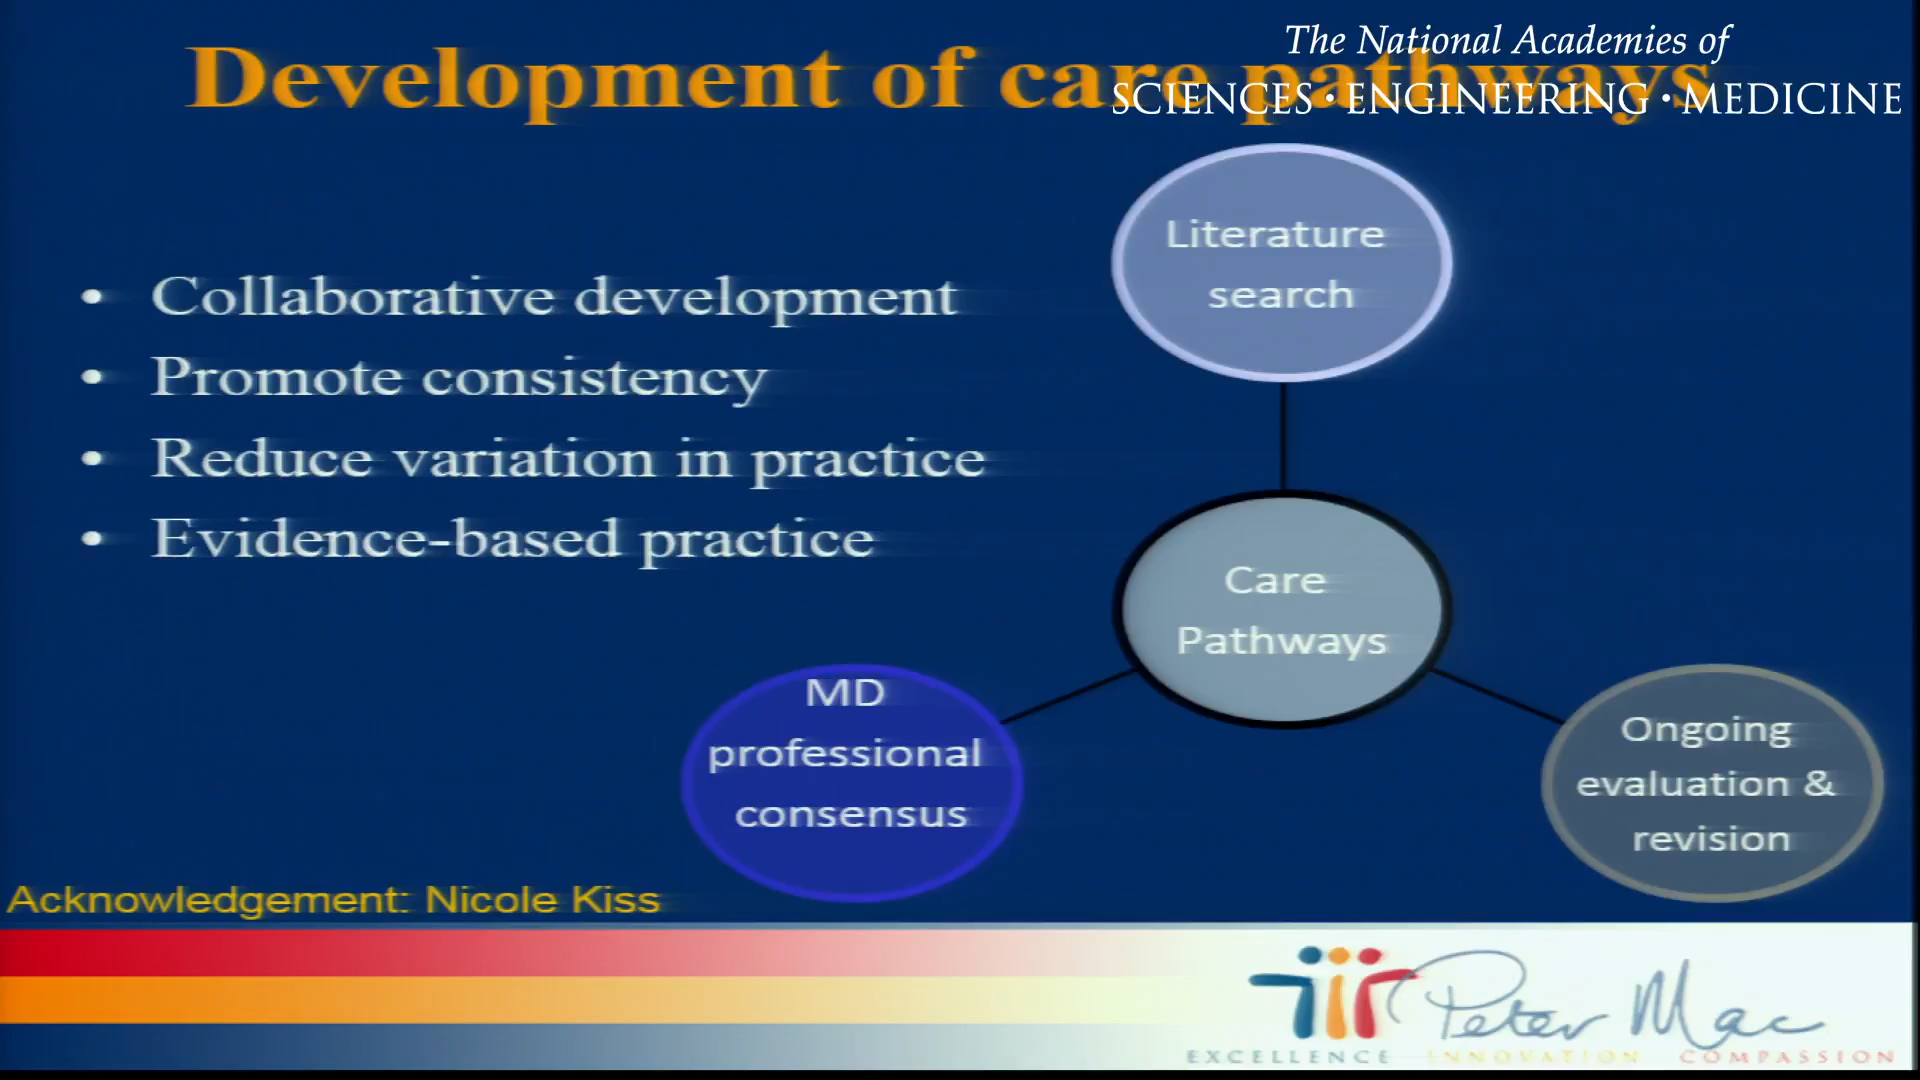 The National Academies of
SCIENCES • ENGINEERING • MEDICINE
Development of care pathways
• Collaborative development
• Promote consistency
• Reduce variation in practice
• Evidence-based practice
Literature
search
Care
Pathways
MD
professional
consensus
Ongoing
evaluation &
revision
Acknowledgement: Nicole Kiss
Peter Mac
EXCELLENCE INNOVATION COMPASSION